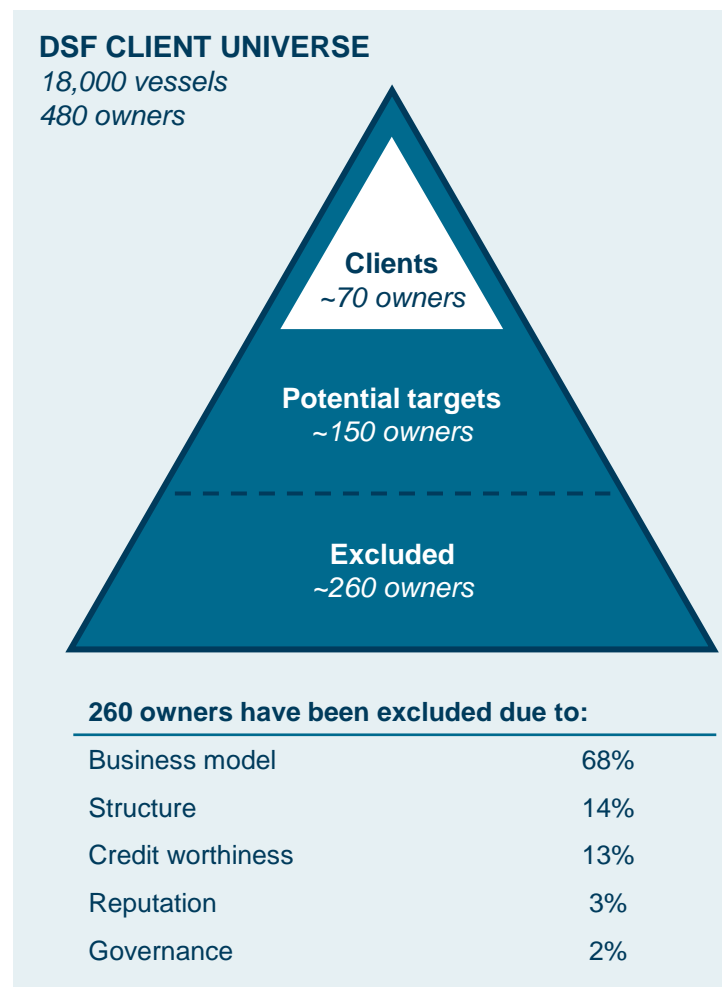 DSF CLIENT UNIVERSE
18,000 vessels
480 owners
Clients
~70 owners
Potential targets
~150 owners
Excluded
~260 owners
260 owners have been excluded due to:
Business model 68%
Structure 14%
Credit worthiness 13%
Reputation 3%
Governance 2%